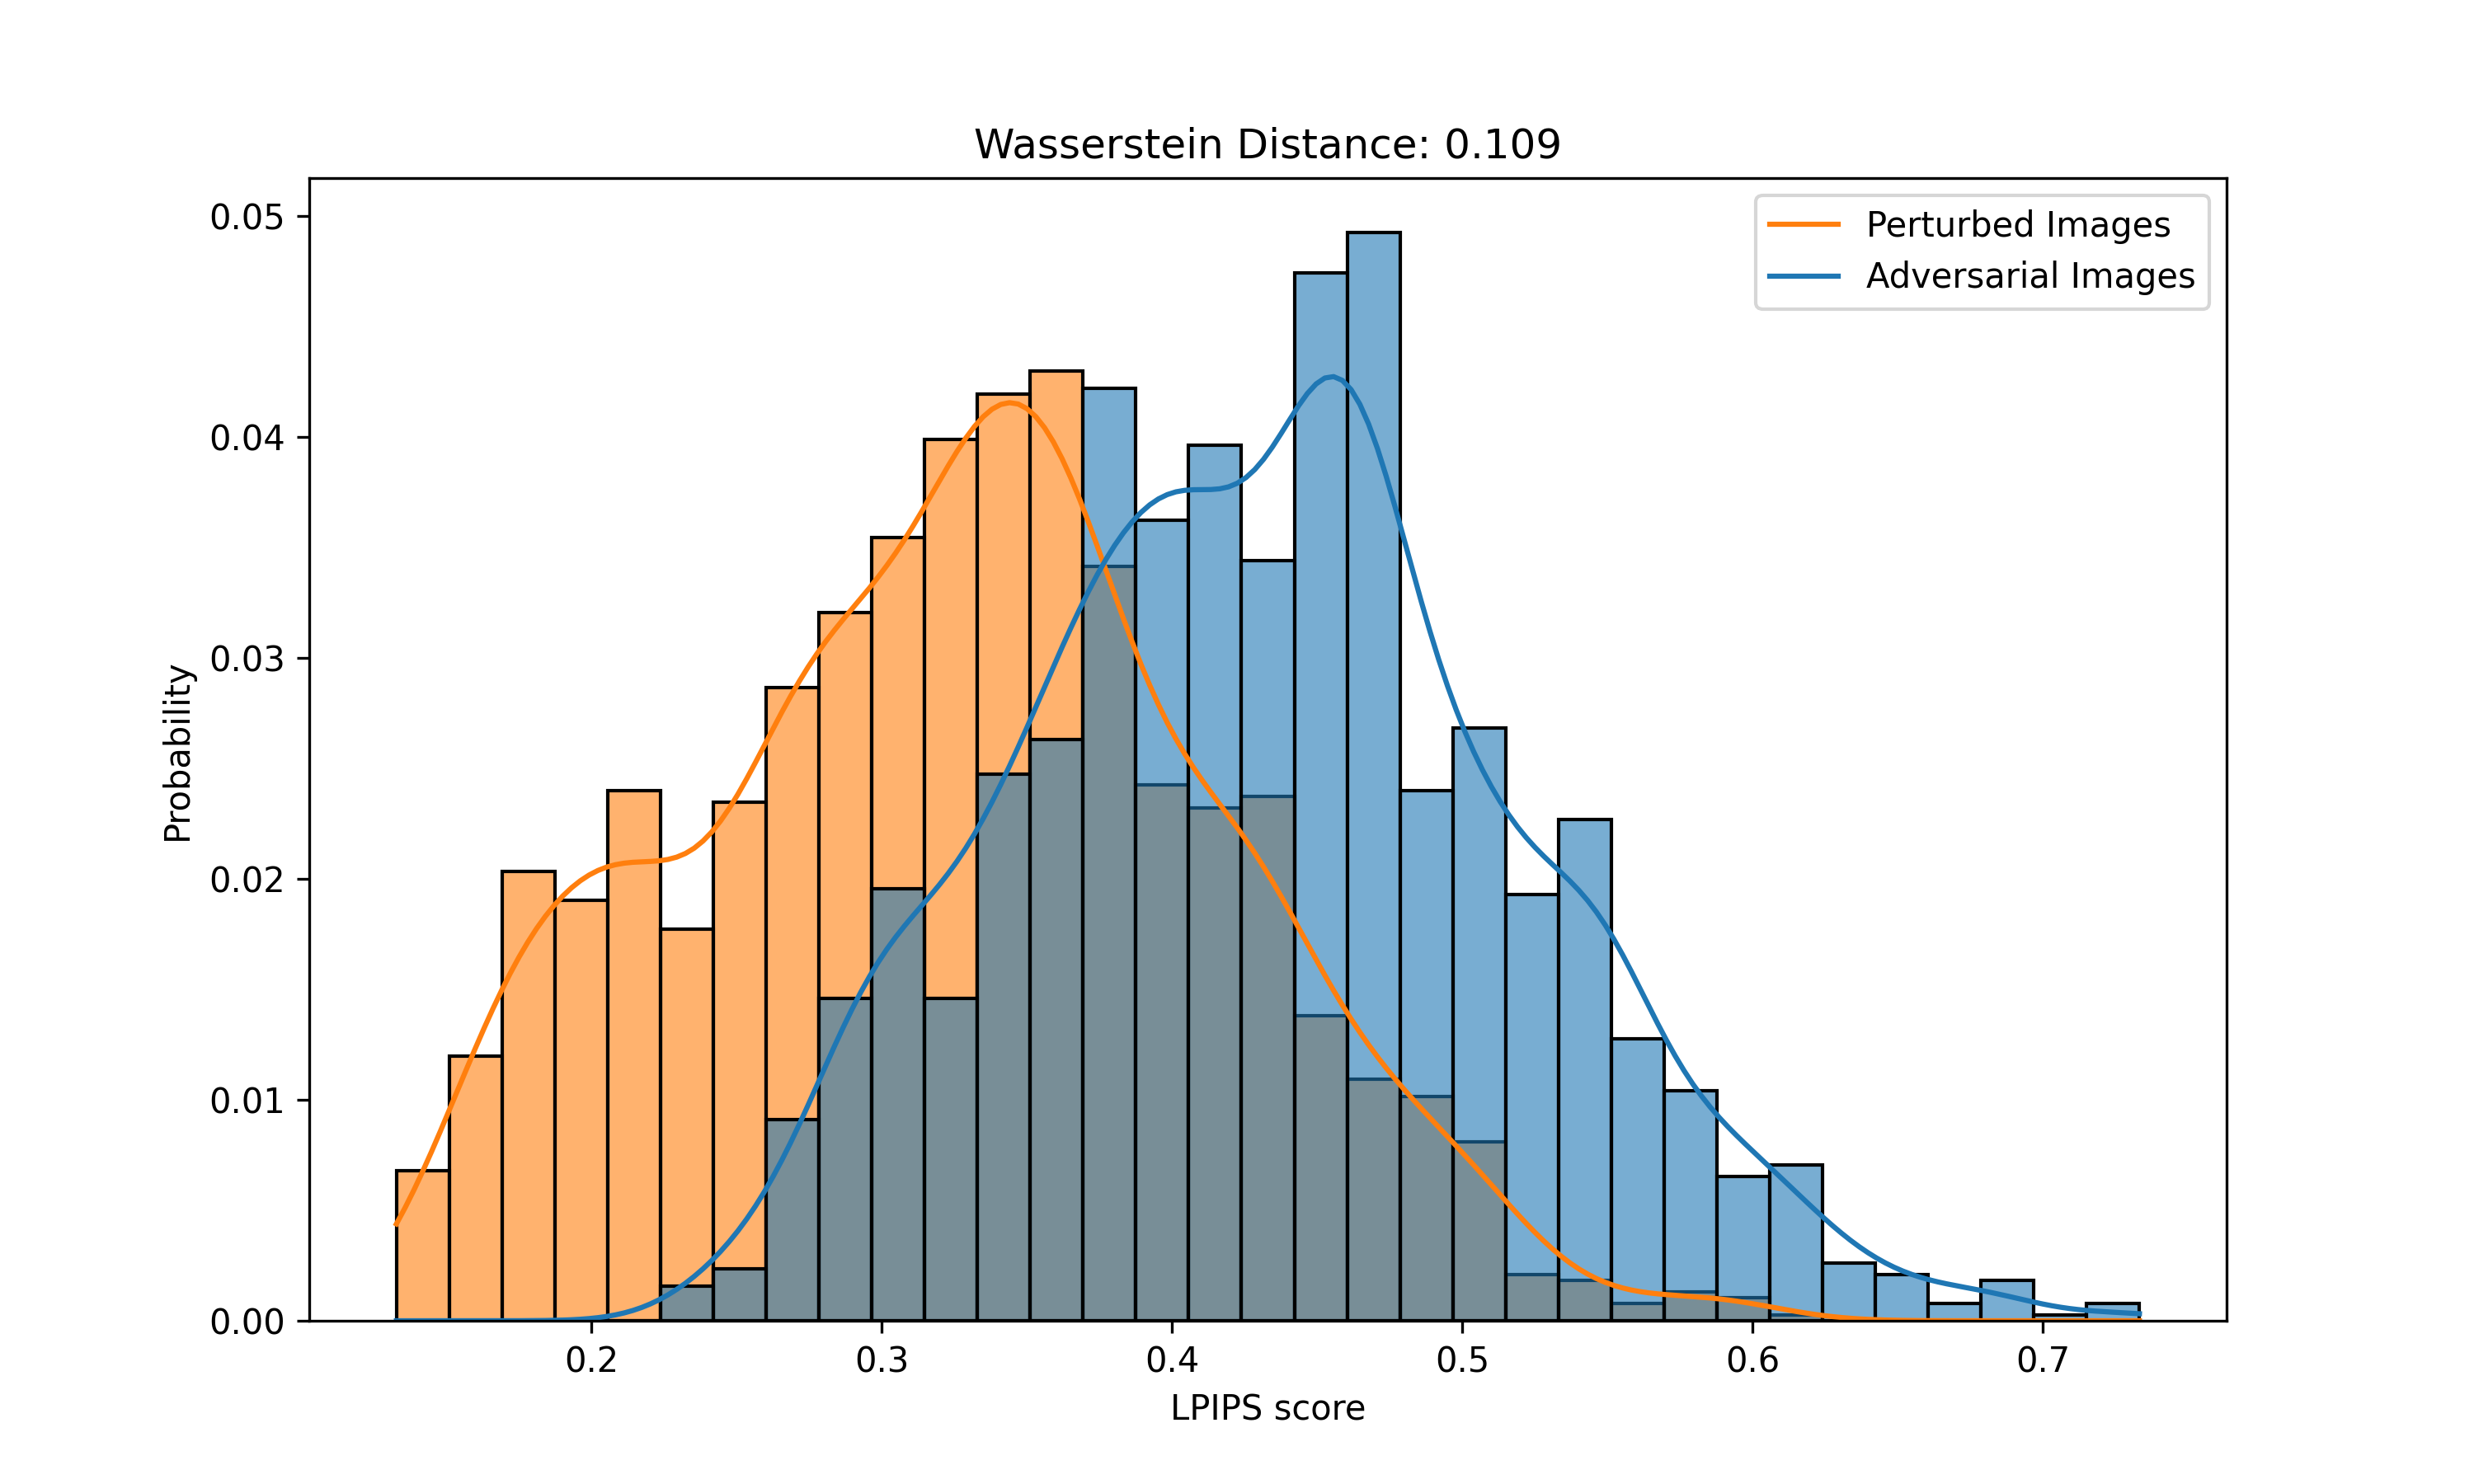 Wasserstein Distance: 0.109
Perturbed Images
Adversarial Images
Probability
0.05
0.04
0.03
0.02
0.01
0.00
0.2 0.3 0.4 0.5 0.6 0.7
LPIPS score